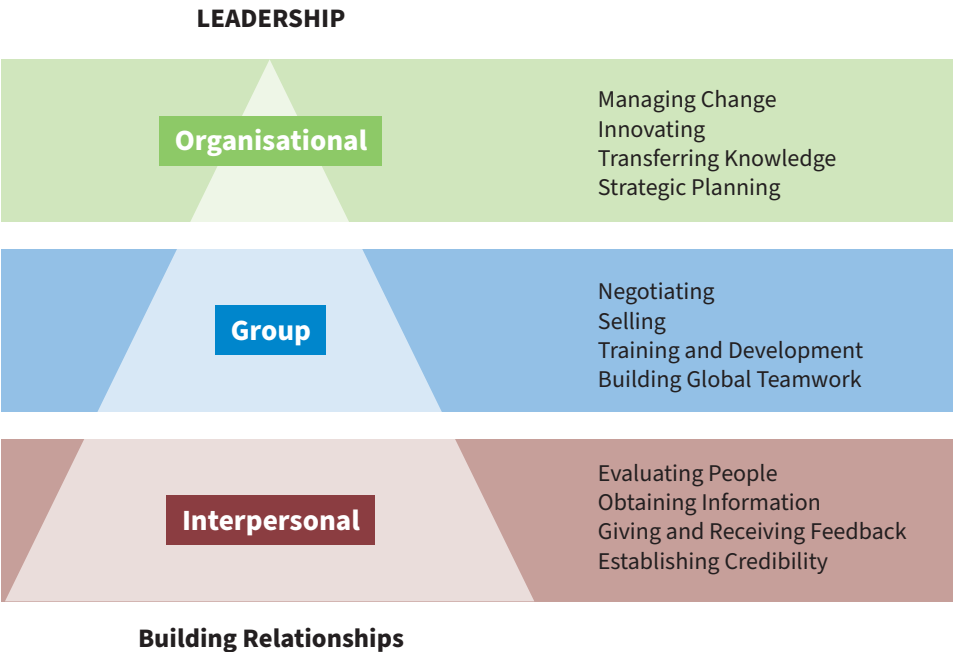 LEADERSHIP
Organisational
Managing Change
Innovating
Transferring Knowledge
Strategic Planning
Group
Negotiating
Selling
Training and Development
Building Global Teamwork
Interpersonal
Evaluating People
Obtaining Information
Giving and Receiving Feedback
Establishing Credibility
Building Relationships